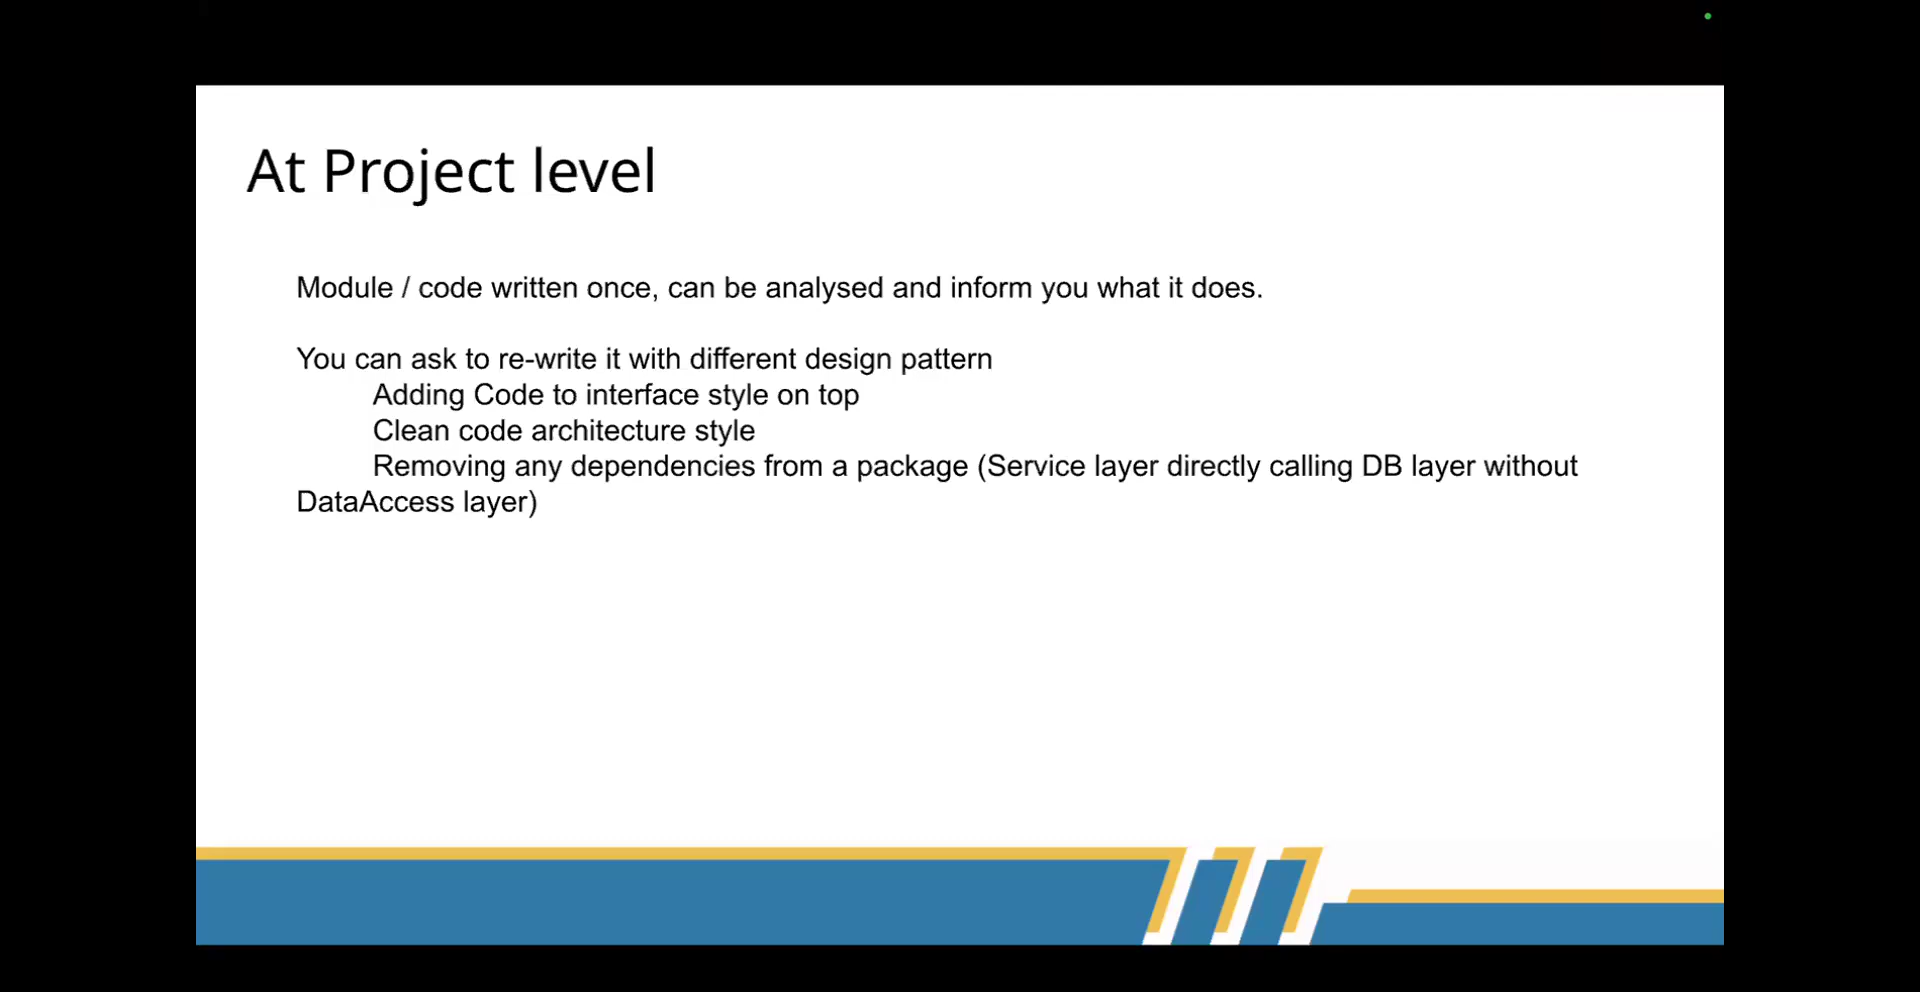 At Project level
Module / code written once, can be analysed and inform you what it does.
You can ask to re-write it with different design pattern
Adding Code to interface style on top
Clean code architecture style
Removing any dependencies from a package (Service layer directly calling DB layer without
DataAccess layer)